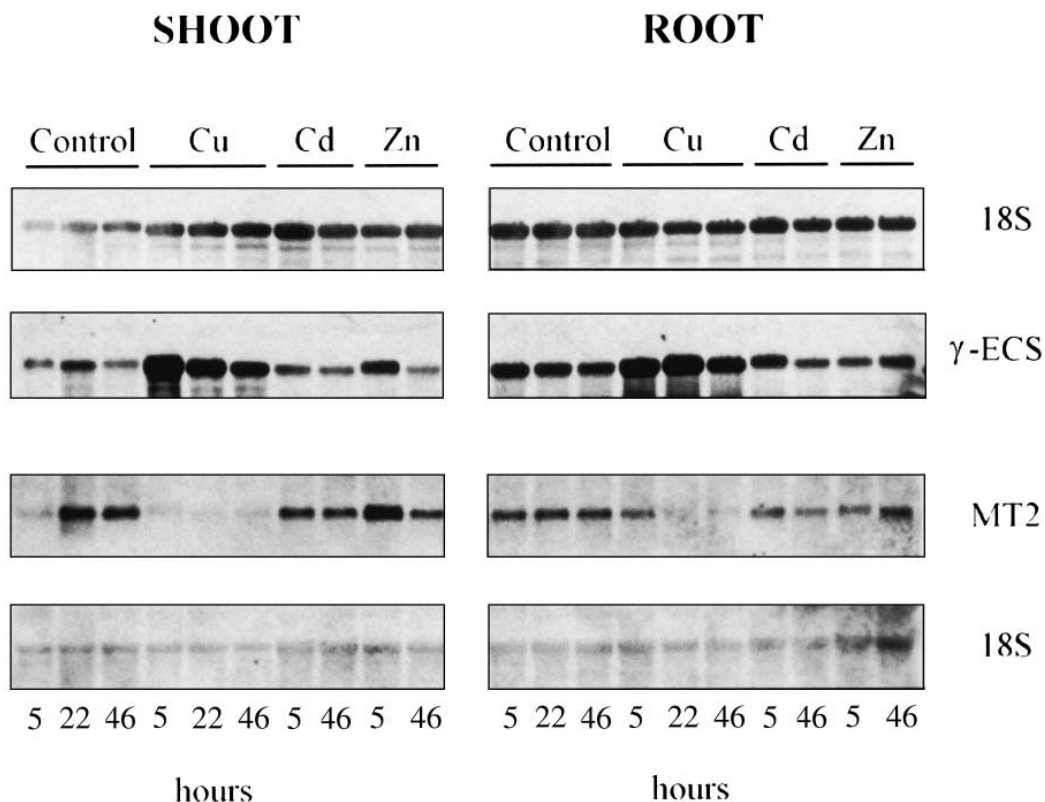 SHOOT ROOT
Control Cu Cd Zn Control Cu Cd Zn
18S
γ-ECS
MT2
18S
5 22 46 5 22 46 5 46 5 46 5 22 46 5 22 46 5 46 5 46
hours hours